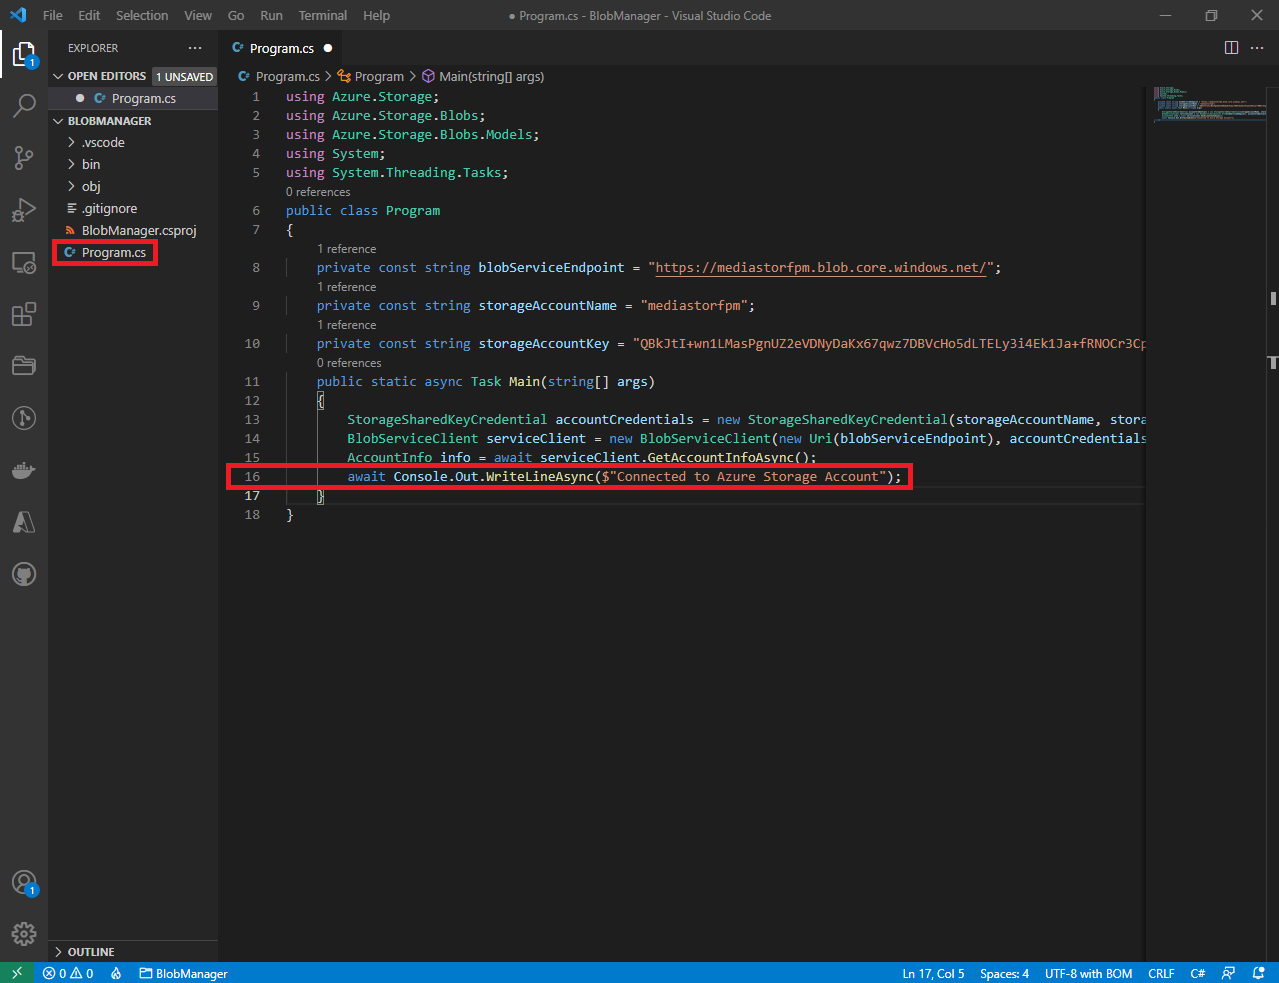 File Edit Selection View Go Run Terminal Help
● Program.cs - BlobManager - Visual Studio Code
EXPLORER
OPEN EDITORS 1 UNSAVED
Program.cs
BLOBMANAGER
.vscode
bin
obj
.gitignore
BlobManager.csproj
Program.cs
OUTLINE
Program.cs
Program.cs > Program > Main(string[] args)
1 using Azure.Storage;
2 using Azure.Storage.Blobs;
3 using Azure.Storage.Blobs.Models;
4 using System;
5 using System.Threading.Tasks;
0 references
6 public class Program
7 {
1 reference
8 private const string blobServiceEndpoint = "https://mediastorfpm.blob.core.windows.net/";
1 reference
9 private const string storageAccountName = "mediastorfpm";
1 reference
10 private const string storageAccountKey = "QBkJtI+wn1LMasPgnUZ2eVDNyDaKx67qwz7DBVcHo5dLTELy3i4Ek1Ja+fRNOCr3Cp
0 references
11 public static async Task Main(string[] args)
12 {
13 StorageSharedKeyCredential accountCredentials = new StorageSharedKeyCredential(storageAccountName, stora
14 BlobServiceClient serviceClient = new BlobServiceClient(new Uri(blobServiceEndpoint), accountCredentials
15 AccountInfo info = await serviceClient.GetAccountInfoAsync();
16 await Console.Out.WriteLineAsync($"Connected to Azure Storage Account");
17 }
18 }
1
1
0 0 BlobManager
Ln 17, Col 5 Spaces: 4 UTF-8 with BOM CRLF C#